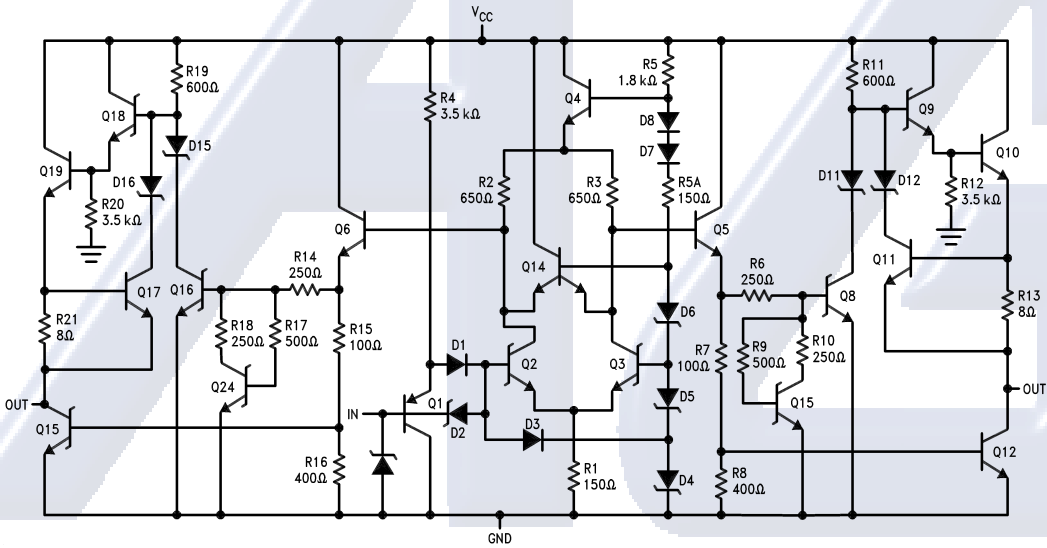 VCC
R19
600Ω
Q18
D15
Q19
D16
R20
3.5 kΩ
Q17
Q16
R21
8Ω
R18
250Ω
R17
500Ω
Q24
OUT
Q15
R14
250Ω
Q6
R15
100Ω
R16
400Ω
R4
3.5 kΩ
D1
IN
Q1
D2
D3
Q4
R2
650Ω
R3
650Ω
Q14
Q2
Q3
R1
150Ω
R5
1.8 kΩ
D8
D7
R5A
150Ω
D6
D5
D4
Q5
R6
250Ω
R7
100Ω
R9
500Ω
R10
250Ω
Q15
R8
400Ω
Q8
R11
600Ω
Q9
D11
D12
R12
3.5 kΩ
Q10
Q11
R13
8Ω
OUT
Q12
GND